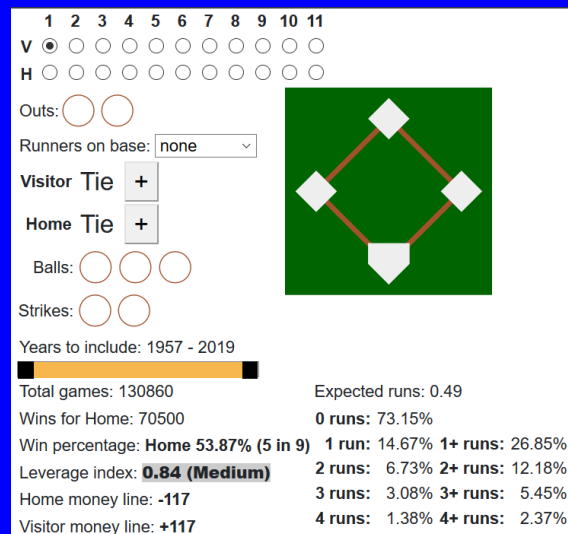 1 2 3 4 5 6 7 8 9 10 11
V
H
Outs:
Runners on base: none
Visitor Tie +
Home Tie +
Balls:
Strikes:
Years to include: 1957 - 2019
Total games: 130860
Wins for Home: 70500
Win percentage: Home 53.87% (5 in 9)
Leverage index: 0.84 (Medium)
Home money line: -117
Visitor money line: +117
Expected runs: 0.49
0 runs: 73.15%
1 run: 14.67% 1+ runs: 26.85%
2 runs: 6.73% 2+ runs: 12.18%
3 runs: 3.08% 3+ runs: 5.45%
4 runs: 1.38% 4+ runs: 2.37%